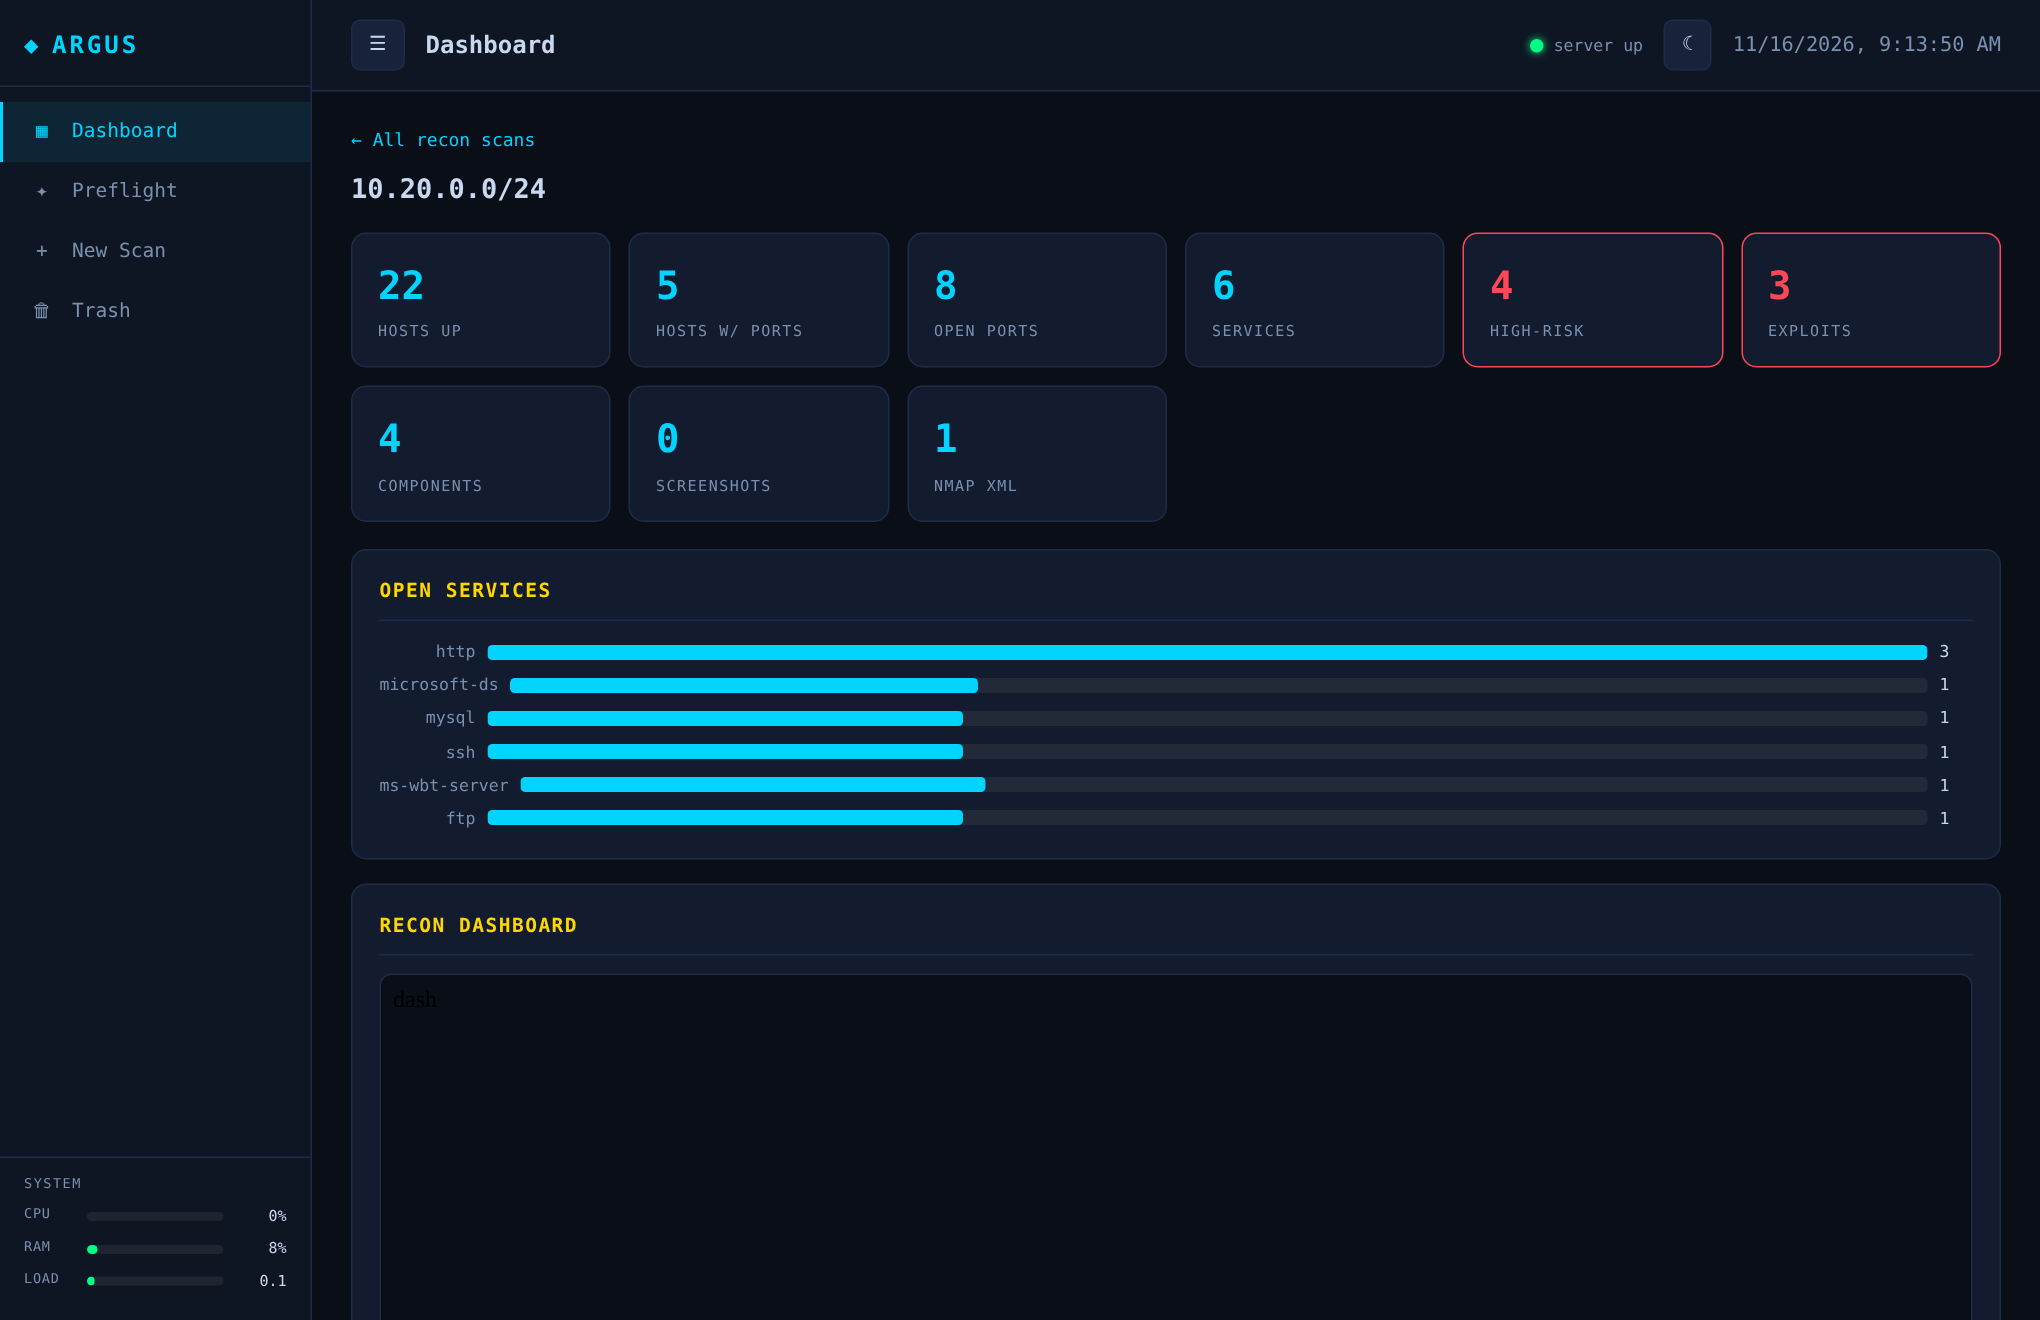 ◆ ARGUS
☰ Dashboard
server up
☾
11/16/2026, 9:13:50 AM
▦ Dashboard
✦ Preflight
+ New Scan
🗑 Trash
← All recon scans
10.20.0.0/24
22
HOSTS UP
5
HOSTS W/ PORTS
8
OPEN PORTS
6
SERVICES
4
HIGH-RISK
3
EXPLOITS
4
COMPONENTS
0
SCREENSHOTS
1
NMAP XML
OPEN SERVICES
http 3
microsoft-ds 1
mysql 1
ssh 1
ms-wbt-server 1
ftp 1
RECON DASHBOARD
dash
SYSTEM
CPU 0%
RAM 8%
LOAD 0.1